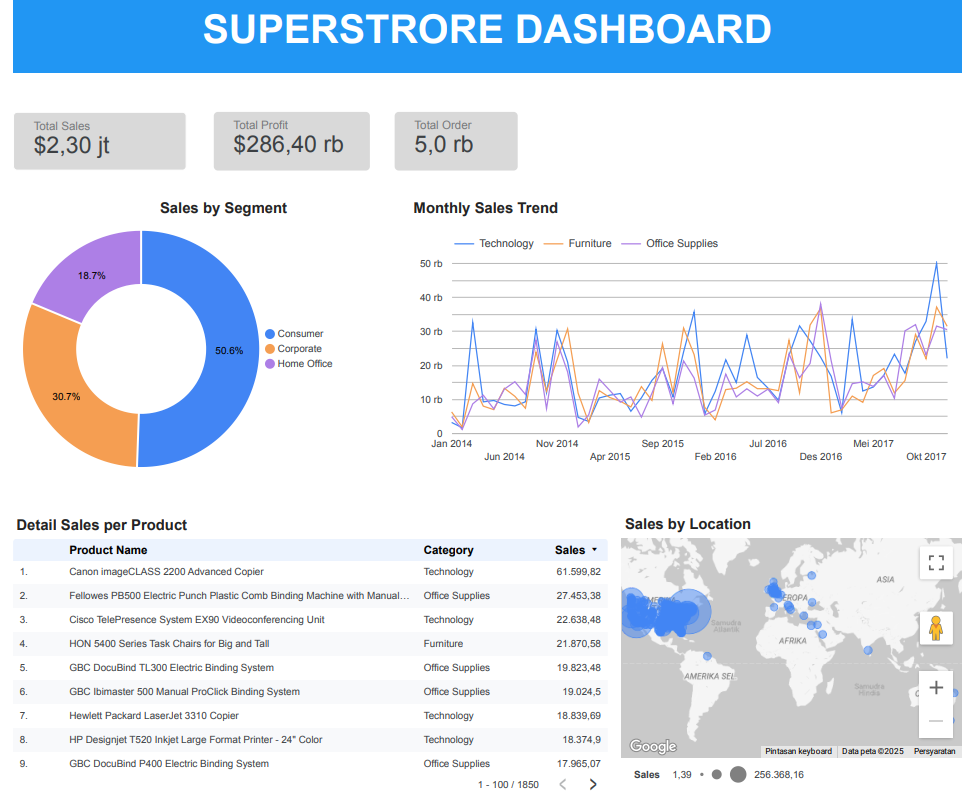 SUPERSTRORE DASHBOARD
Total Sales
$2,30 jt
Total Profit
$286,40 rb
Total Order
5,0 rb
Sales by Segment
18.7%
50.6%
30.7%
Consumer
Corporate
Home Office
Monthly Sales Trend
Technology Furniture Office Supplies
50 rb
40 rb
30 rb
20 rb
10 rb
0
Jan 2014 Nov 2014 Sep 2015 Jul 2016 Mei 2017
Jun 2014 Apr 2015 Feb 2016 Des 2016 Okt 2017
Detail Sales per Product
Product Name Category Sales
1. Canon imageCLASS 2200 Advanced Copier Technology 61.599,82
2. Fellowes PB500 Electric Punch Plastic Comb Binding Machine with Manual… Office Supplies 27.453,38
3. Cisco TelePresence System EX90 Videoconferencing Unit Technology 22.638,48
4. HON 5400 Series Task Chairs for Big and Tall Furniture 21.870,58
5. GBC DocuBind TL300 Electric Binding System Office Supplies 19.823,48
6. GBC Ibimaster 500 Manual ProClick Binding System Office Supplies 19.024,5
7. Hewlett Packard LaserJet 3310 Copier Technology 18.839,69
8. HP Designjet T520 Inkjet Large Format Printer - 24" Color Technology 18.374,9
9. GBC DocuBind P400 Electric Binding System Office Supplies 17.965,07
1 - 100 / 1850
Sales by Location
ASIA
EROPA
Samudra
Atlantik
AFRIKA
AMERIKA SEL
Samudra
Hindia
Google
Pintasan keyboard Data peta ©2025 Persyaratan
Sales 1,39 256.368,16